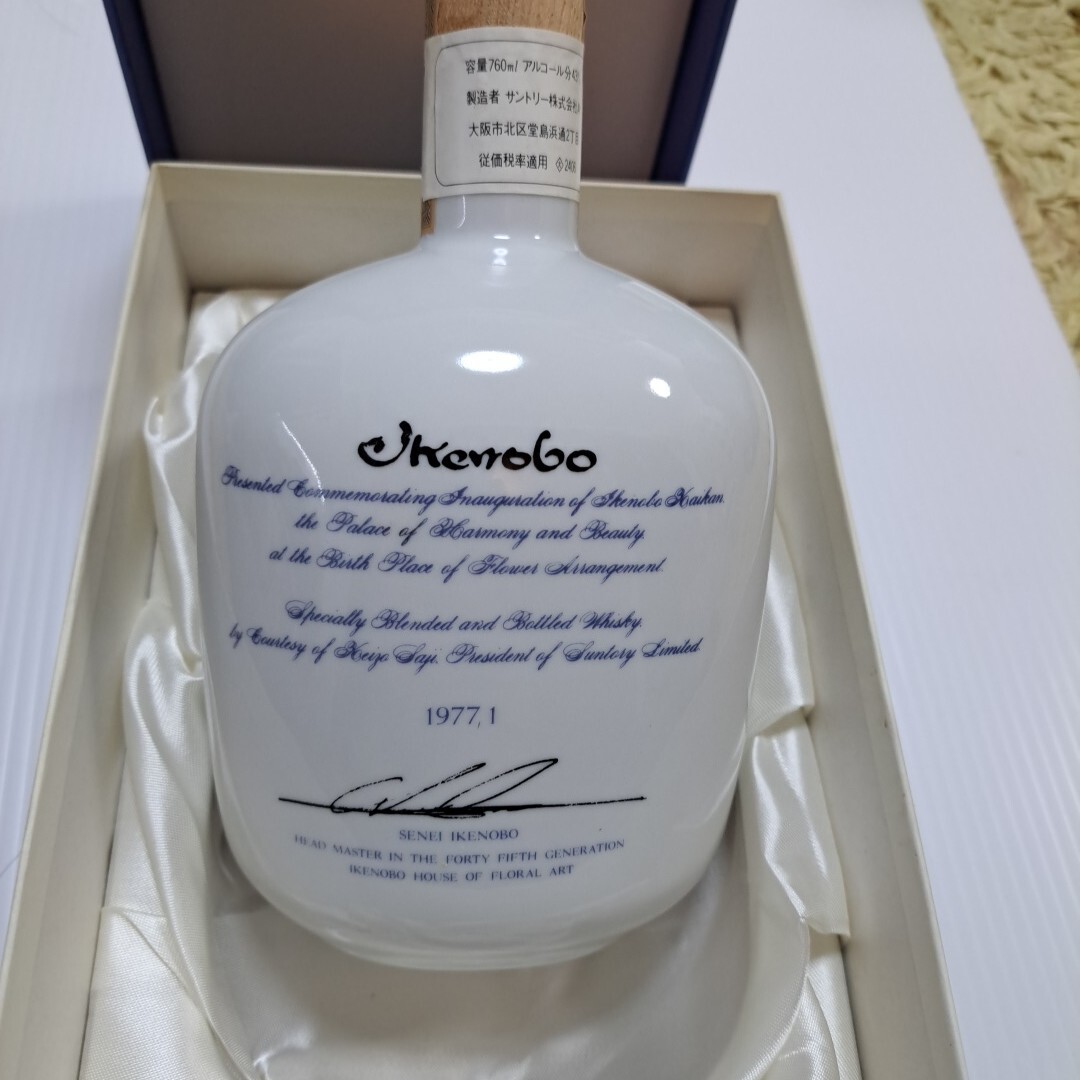 容量760ml アルコール分43%
製造者 サントリー株式会社
大阪市北区堂島浜通2丁目
従価税率適用 2406
Ikenobo
Presented Commemorating Inauguration of Ikenobo Kaikan,
the Palace of Harmony and Beauty,
at the Birth Place of Flower Arrangement.
Specially Blended and Bottled Whisky,
by Courtesy of Keizo Saji, President of Suntory Limited.
1977,1
SENEI IKENOBO
HEAD MASTER IN THE FORTY FIFTH GENERATION
IKENOBO HOUSE OF FLORAL ART